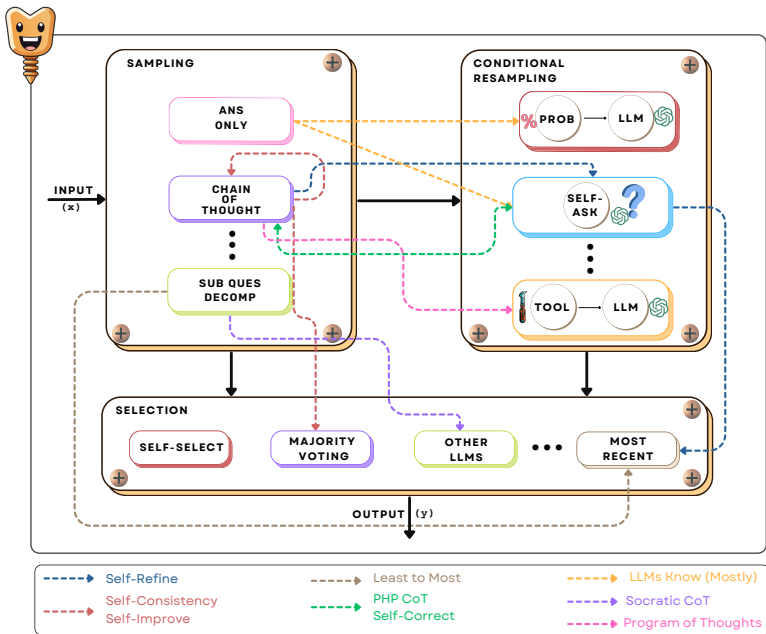 SAMPLING
ANS
ONLY
CHAIN
OF
THOUGHT
SUB QUES
DECOMP
CONDITIONAL
RESAMPLING
% PROB
LLM
SELF-
ASK
?
TOOL
LLM
INPUT
(x)
SELECTION
SELF-SELECT
MAJORITY
VOTING
OTHER
LLMS
MOST
RECENT
OUTPUT (y)
Self-Refine
Self-Consistency
Self-Improve
Least to Most
PHP CoT
Self-Correct
LLMs Know (Mostly)
Socratic CoT
Program of Thoughts